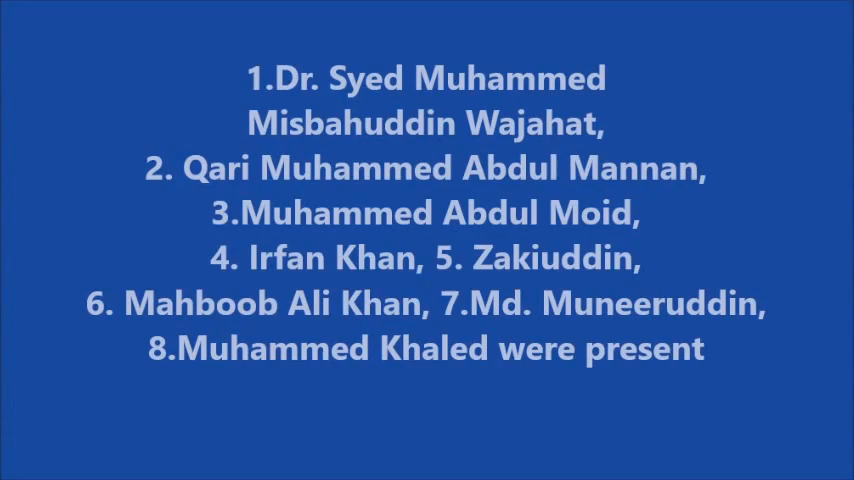 1.Dr. Syed Muhammed
Misbahuddin Wajahat,
2. Qari Muhammed Abdul Mannan,
3.Muhammed Abdul Moid,
4. Irfan Khan, 5. Zakiuddin,
6. Mahboob Ali Khan, 7.Md. Muneeruddin,
8.Muhammed Khaled were present